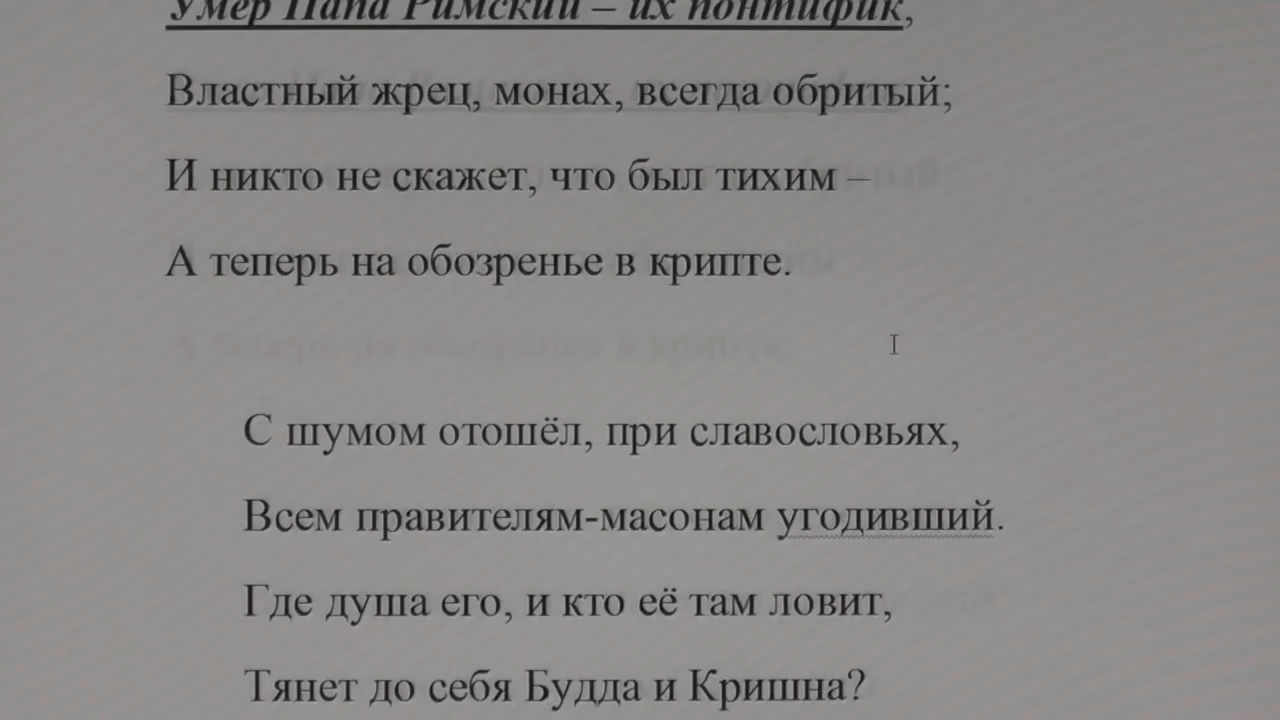 Умер Папа Римский – их понтифик,
Властный жрец, монах, всегда обритый;
И никто не скажет, что был тихим –
А теперь на обозренье в крипте.
С шумом отошёл, при славословьях,
Всем правителям-масонам угодивший.
Где душа его, и кто её там ловит,
Тянет до себя Будда и Кришна?